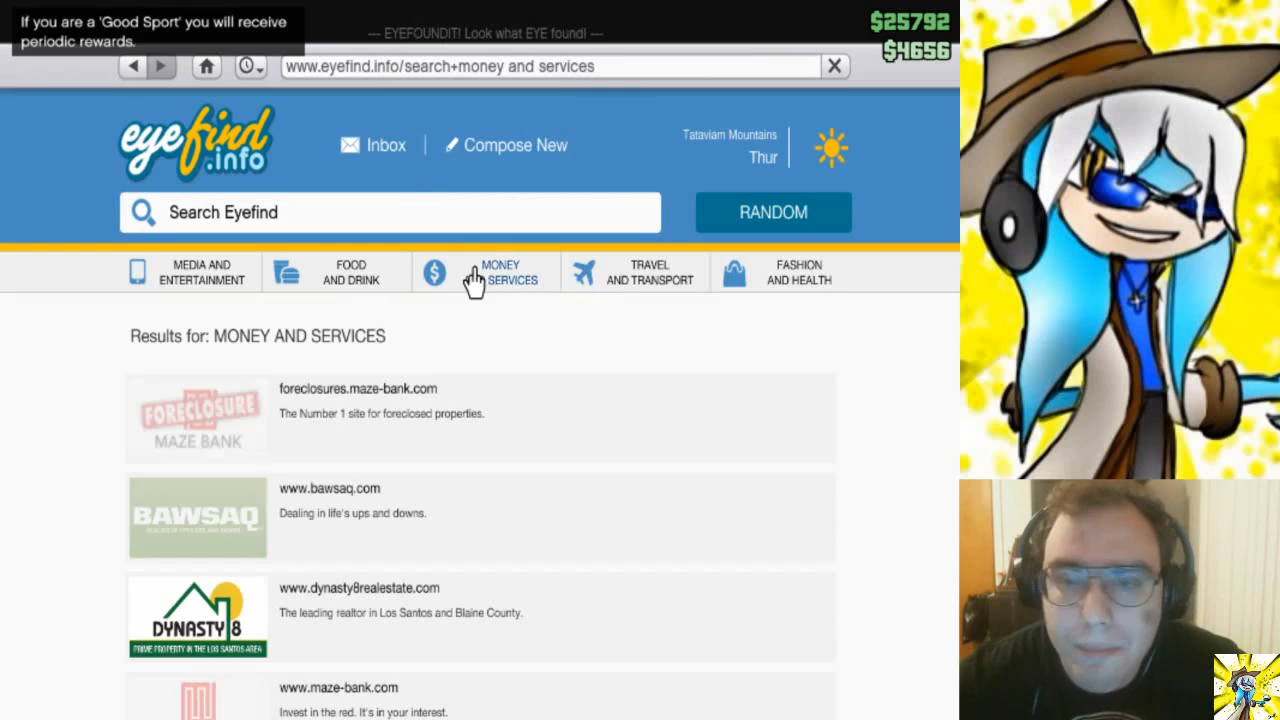 If you are a 'Good Sport' you will receive
periodic rewards.
--- EYEFOUNDIT! Look what EYE found! ---
$25792
$4656
www.eyefind.info/search+money and services
eyefind
.info
Inbox
Compose New
Tataviam Mountains
Thur
Search Eyefind
RANDOM
MEDIA AND
ENTERTAINMENT
FOOD
AND DRINK
MONEY
SERVICES
TRAVEL
AND TRANSPORT
FASHION
AND HEALTH
Results for: MONEY AND SERVICES
FORECLOSURE
MAZE BANK
foreclosures.maze-bank.com
The Number 1 site for foreclosed properties.
BAWSAQ
www.bawsaq.com
Dealing in life's ups and downs.
DYNASTY 8
PRIME PROPERTY IN THE LOS SANTOS AREA
www.dynasty8realestate.com
The leading realtor in Los Santos and Blaine County.
www.maze-bank.com
Invest in the red. It's in your interest.